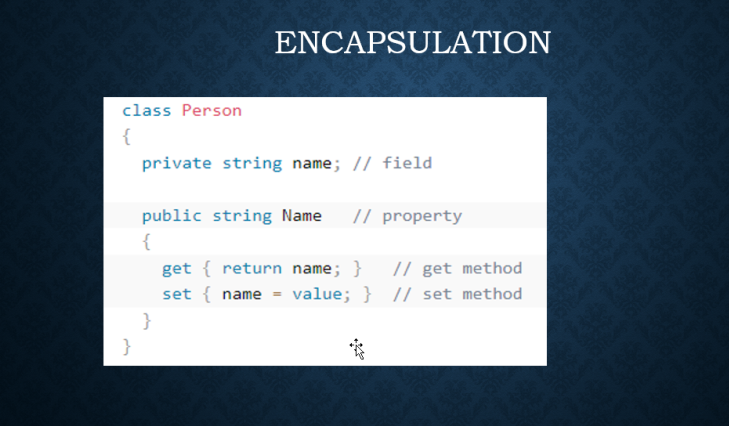 ENCAPSULATION
class Person
{
private string name; // field
public string Name // property
{
get { return name; } // get method
set { name = value; } // set method
}
}